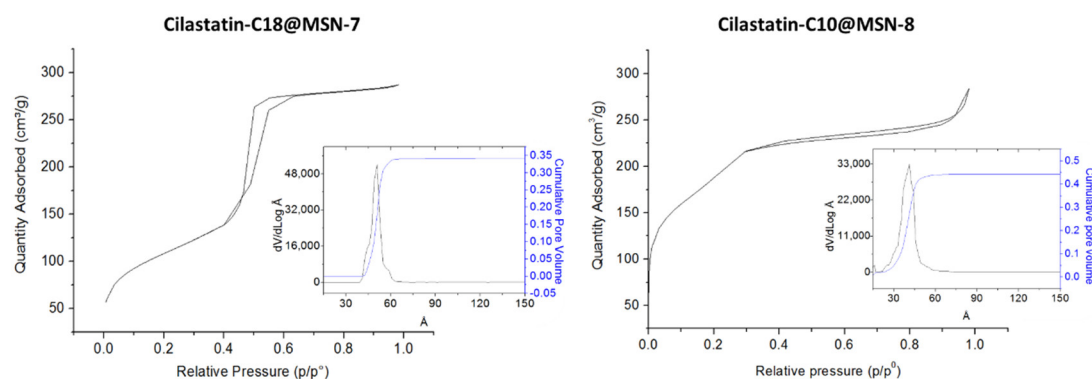 Cilastatin-C18@MSN-7
Quantity Adsorbed (cm³/g)
300
250
200
150
100
50
0.0 0.2 0.4 0.6 0.8 1.0
Relative Pressure (p/p°)
dV/dLog Å
48,000
32,000
16,000
0
30 60 90 120 150
Å
0.35
0.30
0.25
0.20
0.15
0.10
0.05
0.00
-0.05
Cumulative Pore Volume
Cilastatin-C10@MSN-8
Quantity Adsorbed (cm³/g)
300
250
200
150
100
50
0.0 0.2 0.4 0.6 0.8 1.0
Relative pressure (p/p⁰)
dV/dLog Å
33,000
22,000
11,000
0
30 60 90 120 150
Å
0.5
0.4
0.3
0.2
0.1
0.0
Cumulative pore volume